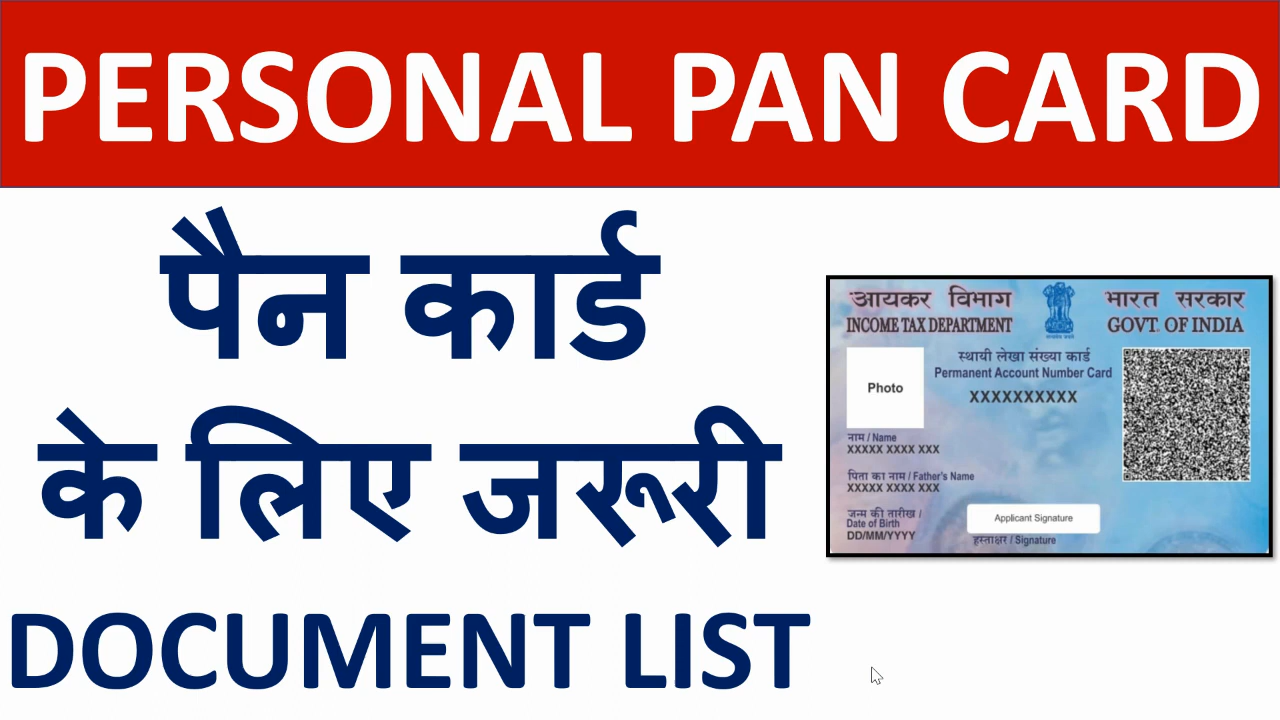 PERSONAL PAN CARD
पैन कार्ड
के लिए जरूरी
DOCUMENT LIST
आयकर विभाग
INCOME TAX DEPARTMENT
भारत सरकार
GOVT. OF INDIA
स्थायी लेखा संख्या कार्ड
Permanent Account Number Card
XXXXXXXXXX
Photo
नाम / Name
XXXXX XXXX XXX
पिता का नाम / Father's Name
XXXXX XXXX XXX
जन्म की तारीख /
Date of Birth
DD/MM/YYYY
Applicant Signature
हस्ताक्षर / Signature